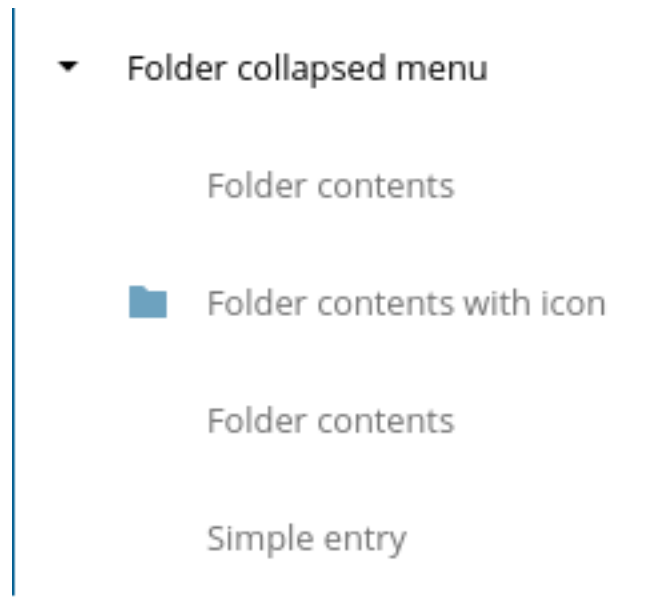 Folder collapsed menu
Folder contents
Folder contents with icon
Folder contents
Simple entry